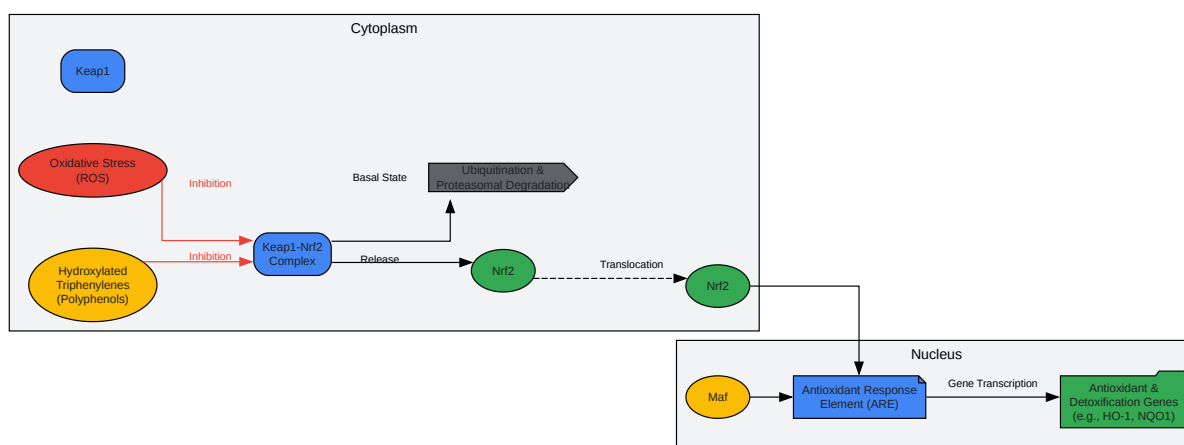 Cytoplasm
Keap1
Oxidative Stress
(ROS)
Inhibition
Basal State
Ubiquitination &
Proteasomal Degradation
Hydroxylated
Triphenylenes
(Polyphenols)
Inhibition
Keap1-Nrf2
Complex
Release
Nrf2
Translocation
Nrf2
Nucleus
Maf
Antioxidant Response
Element (ARE)
Gene Transcription
Antioxidant &
Detoxification Genes
(e.g., HO-1, NQO1)